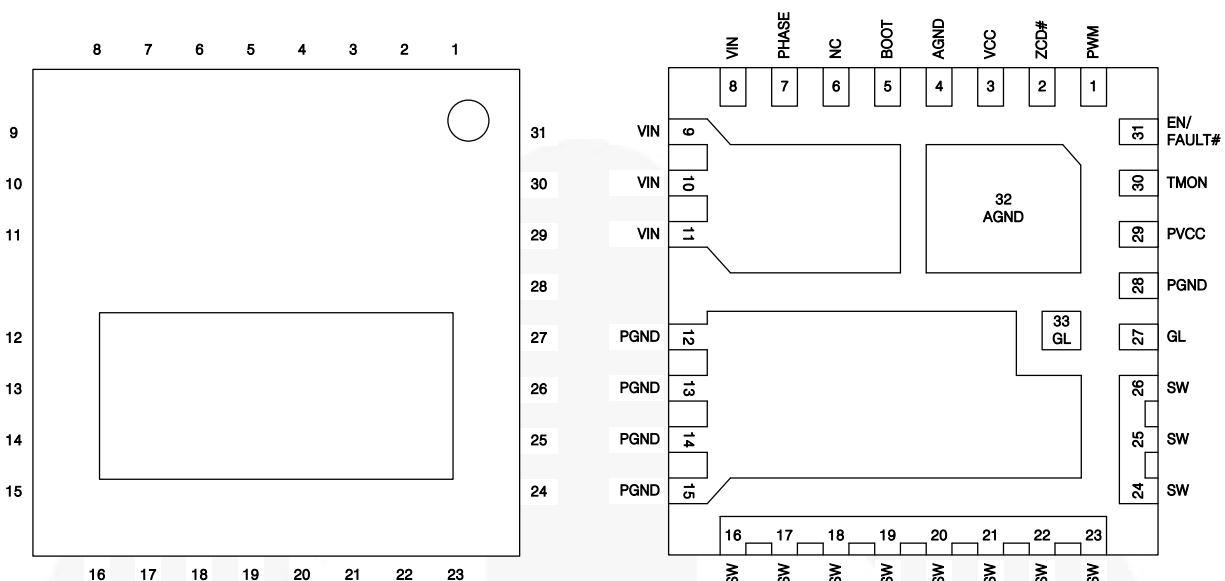 8 7 6 5 4 3 2 1
9
10
11
12
13
14
15
31
30
29
28
27
26
25
24
16 17 18 19 20 21 22 23
VIN PHASE NC BOOT AGND VCC ZCD# PWM
8 7 6 5 4 3 2 1
VIN 9
VIN 10
VIN 11
PGND 12
PGND 13
PGND 14
PGND 15
32
AGND
33
GL
31 EN/
FAULT#
30 TMON
29 PVCC
28 PGND
27 GL
26 SW
25 SW
24 SW
16 17 18 19 20 21 22 23
SW SW SW SW SW SW SW SW